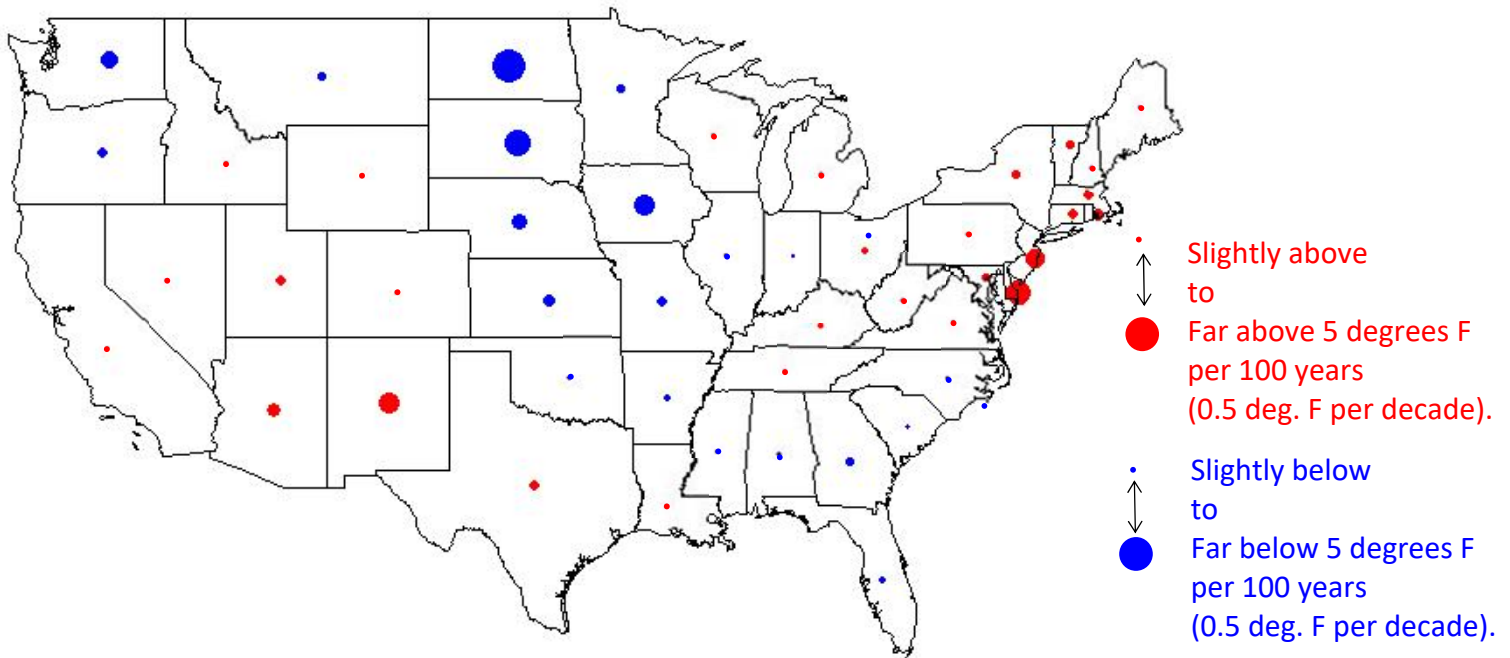 Slightly above
to
Far above 5 degrees F
per 100 years
(0.5 deg. F per decade).
Slightly below
to
Far below 5 degrees F
per 100 years
(0.5 deg. F per decade).